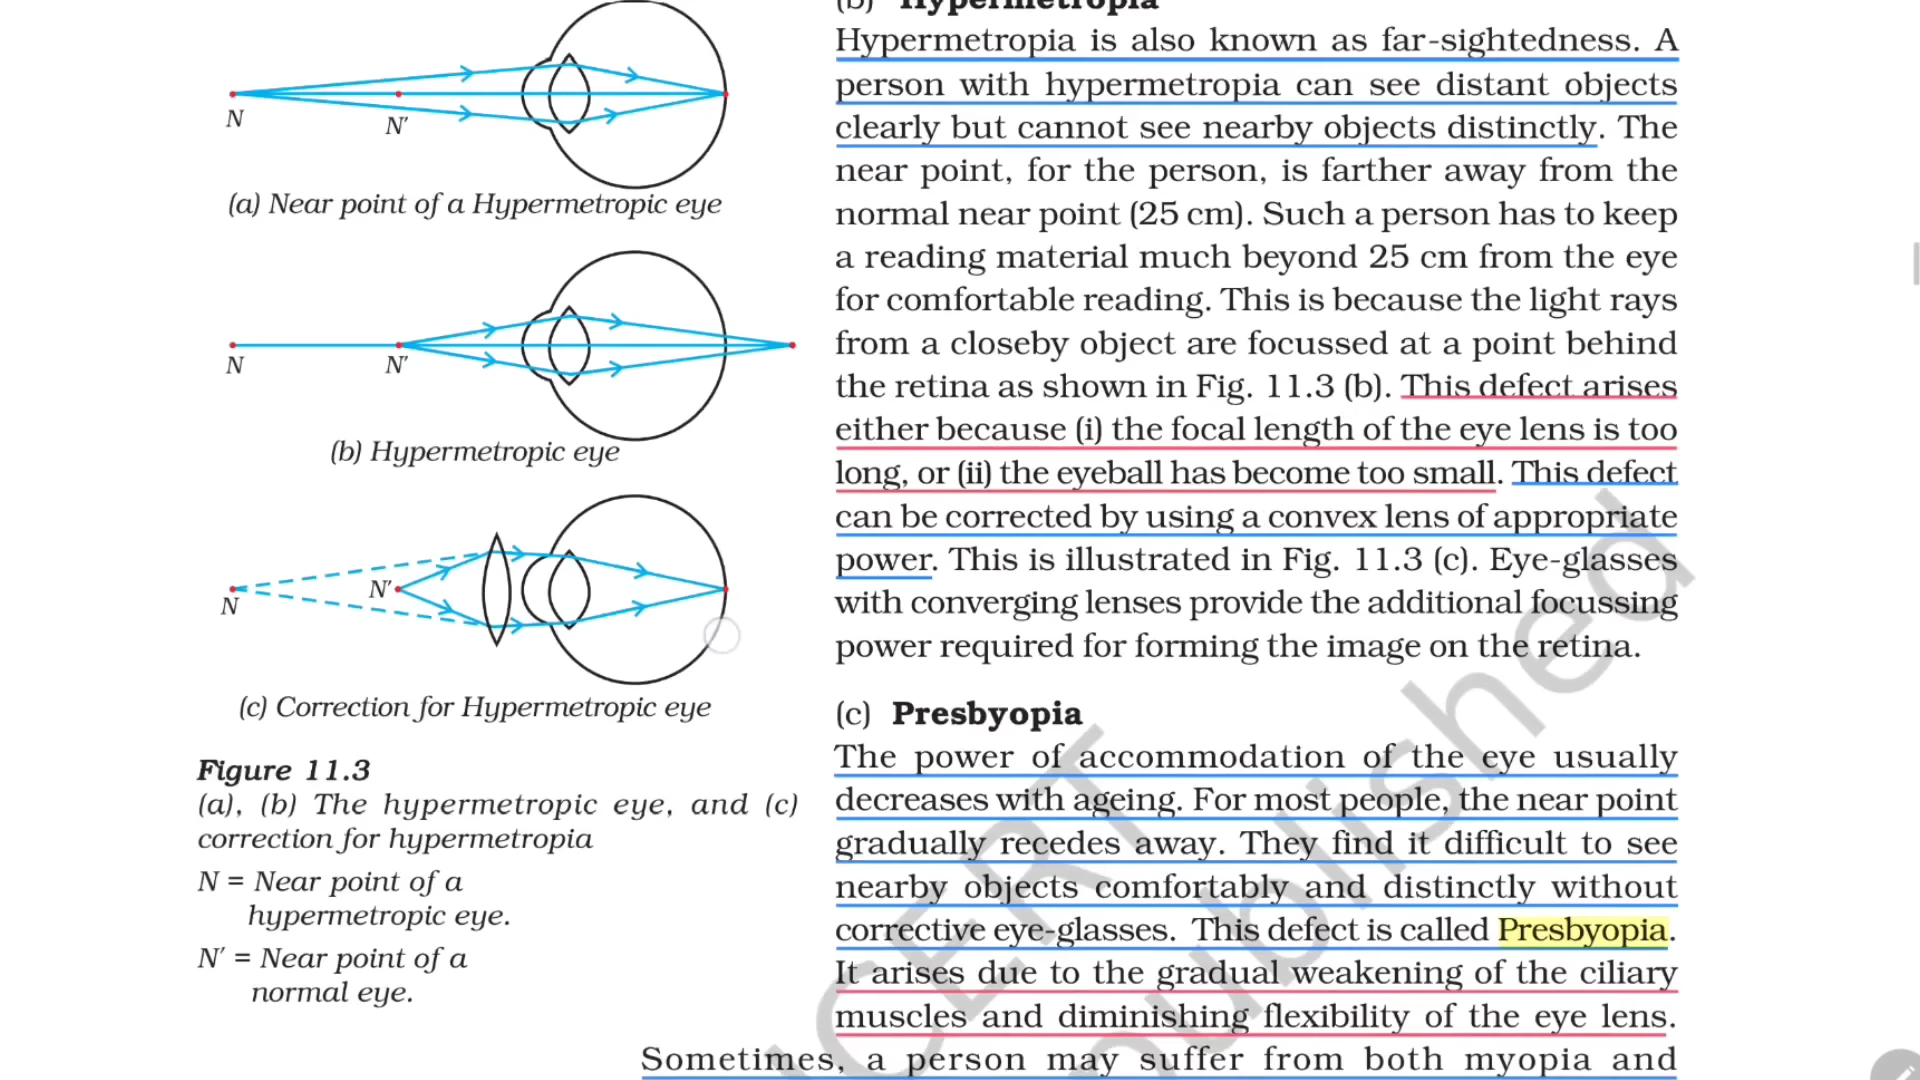 N
N′
(a) Near point of a Hypermetropic eye
N
N′
(b) Hypermetropic eye
N
N′
(c) Correction for Hypermetropic eye
Figure 11.3
(a), (b) The hypermetropic eye, and (c)
correction for hypermetropia
N = Near point of a
hypermetropic eye.
N′ = Near point of a
normal eye.
(b) Hypermetropia
Hypermetropia is also known as far-sightedness. A
person with hypermetropia can see distant objects
clearly but cannot see nearby objects distinctly. The
near point, for the person, is farther away from the
normal near point (25 cm). Such a person has to keep
a reading material much beyond 25 cm from the eye
for comfortable reading. This is because the light rays
from a closeby object are focussed at a point behind
the retina as shown in Fig. 11.3 (b). This defect arises
either because (i) the focal length of the eye lens is too
long, or (ii) the eyeball has become too small. This defect
can be corrected by using a convex lens of appropriate
power. This is illustrated in Fig. 11.3 (c). Eye-glasses
with converging lenses provide the additional focussing
power required for forming the image on the retina.
(c) Presbyopia
The power of accommodation of the eye usually
decreases with ageing. For most people, the near point
gradually recedes away. They find it difficult to see
nearby objects comfortably and distinctly without
corrective eye-glasses. This defect is called Presbyopia.
It arises due to the gradual weakening of the ciliary
muscles and diminishing flexibility of the eye lens.
Sometimes, a person may suffer from both myopia and